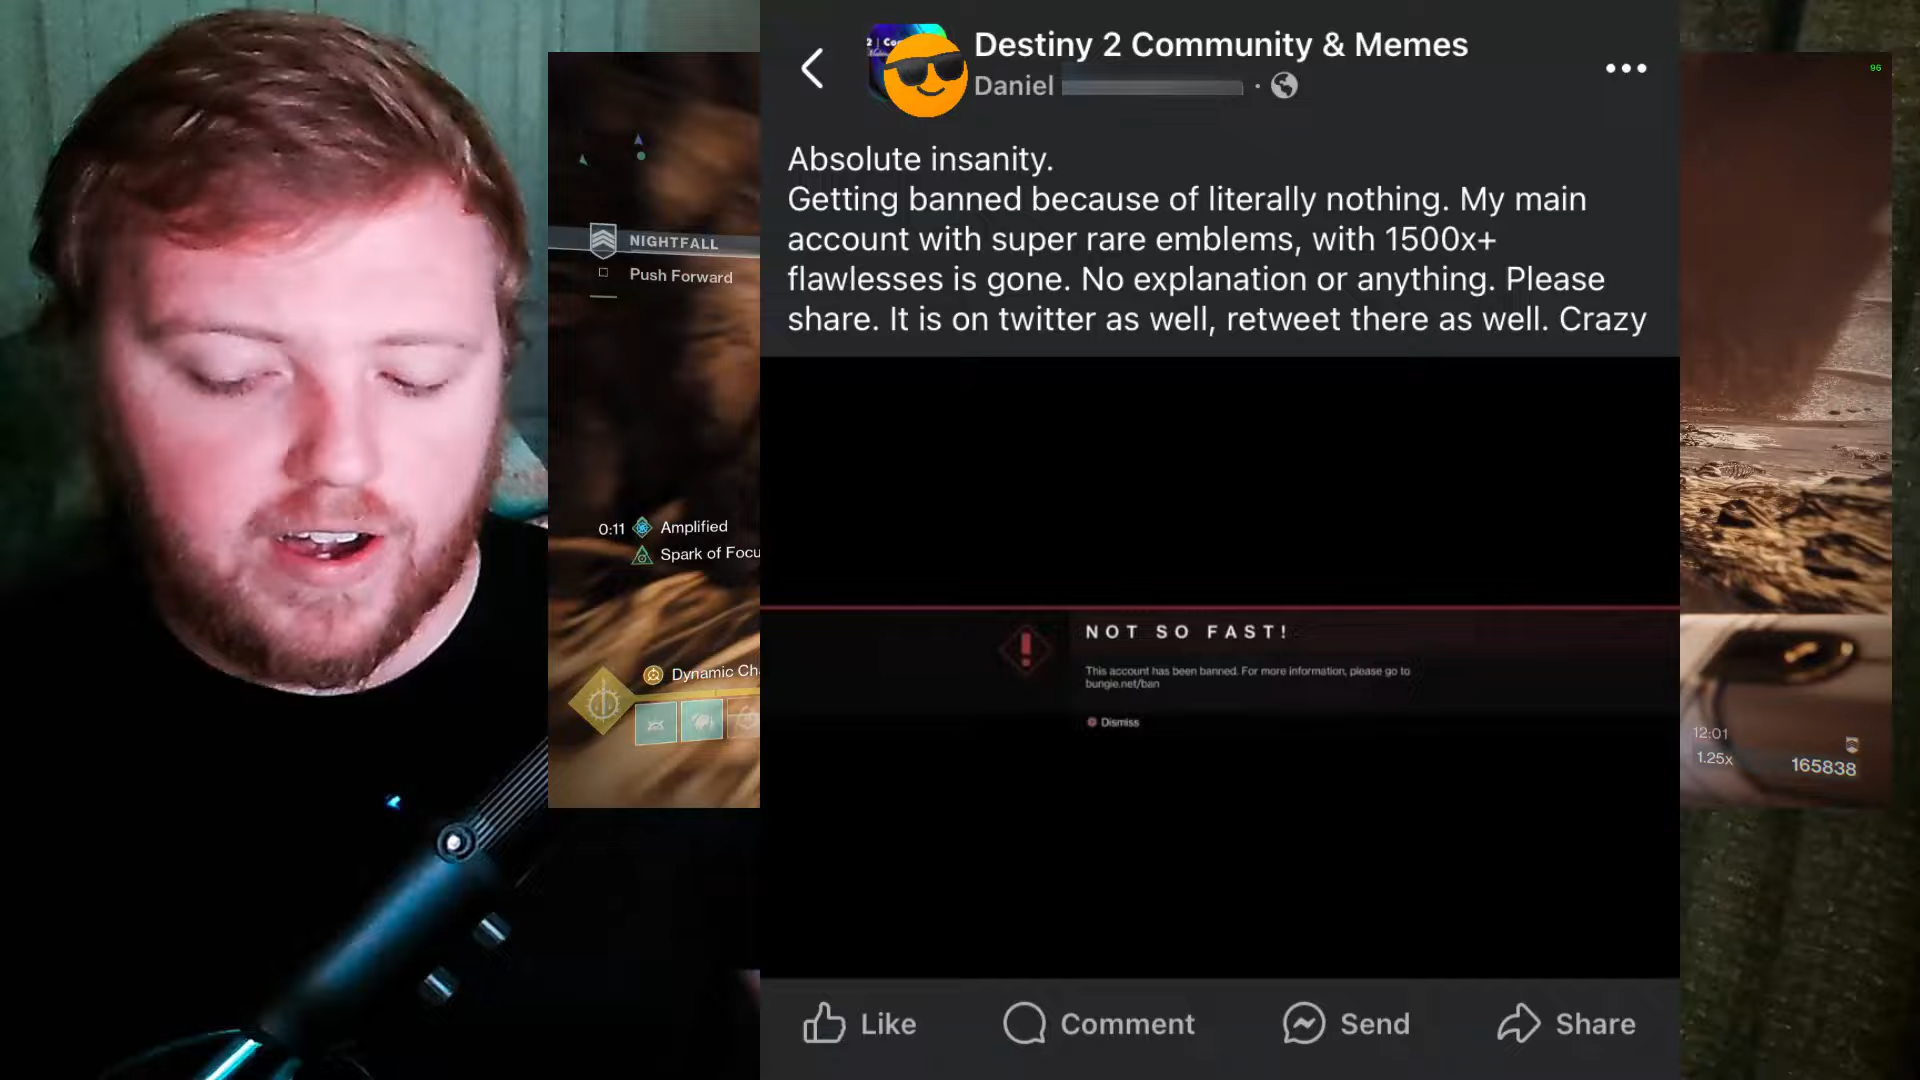 Destiny 2 Community & Memes
Daniel
Absolute insanity.
Getting banned because of literally nothing. My main
account with super rare emblems, with 1500x+
flawlesses is gone. No explanation or anything. Please
share. It is on twitter as well, retweet there as well. Crazy
NIGHTFALL
Push Forward
0:11 Amplified
Spark of Focu
Dynamic Ch
NOT SO FAST!
This account has been banned. For more information, please go to
bungie.net/ban
Dismiss
96
12:01
1.25x 165838
Like Comment Send Share